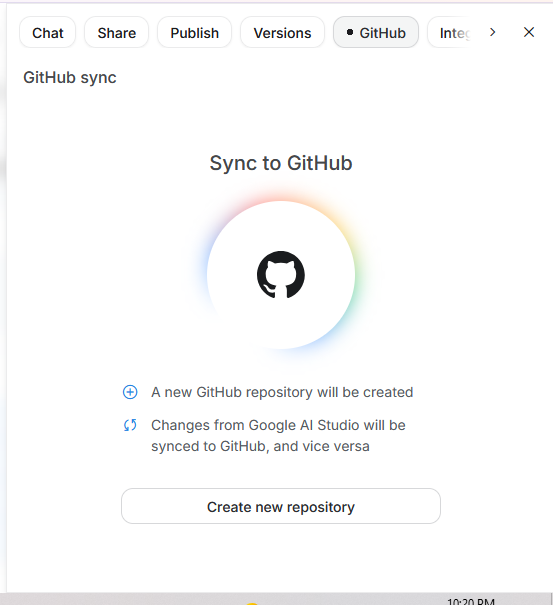 Chat
Share
Publish
Versions
GitHub
GitHub sync
Sync to GitHub
A new GitHub repository will be created
Changes from Google AI Studio will be
synced to GitHub, and vice versa
Create new repository
10:20 PM